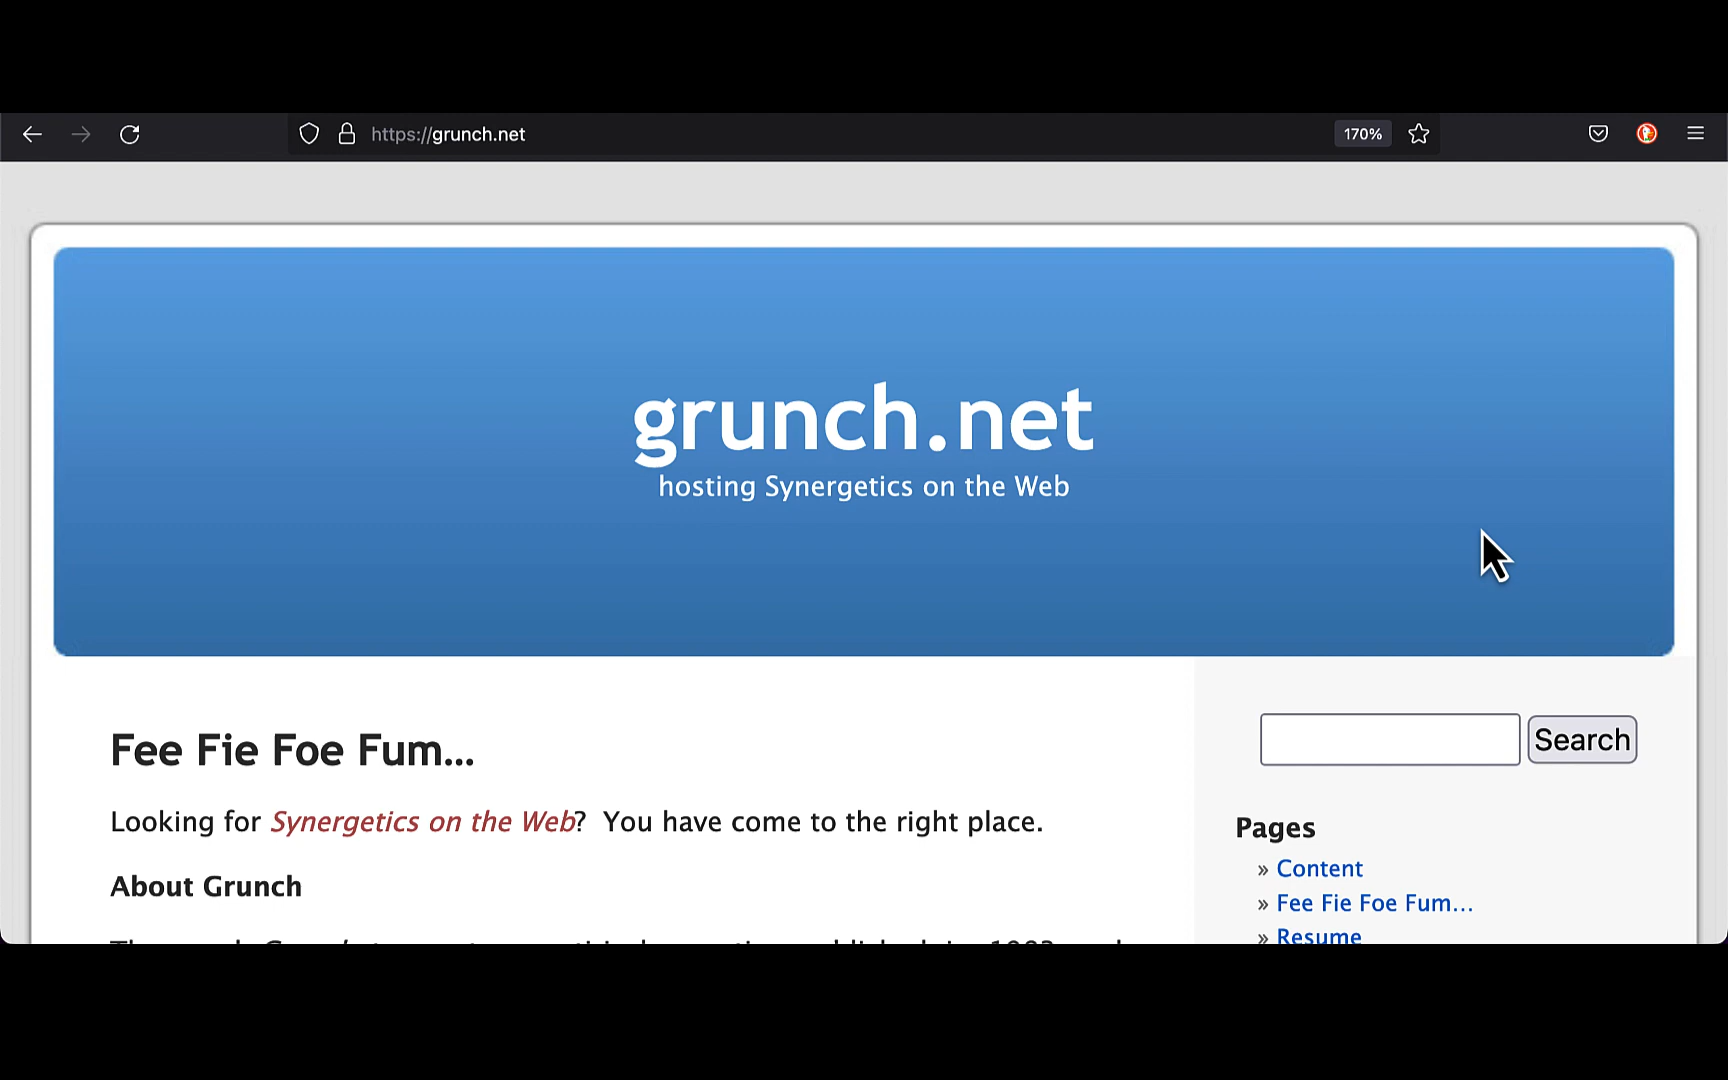 https://grunch.net
170%
grunch.net
hosting Synergetics on the Web
Fee Fie Foe Fum...
Looking for Synergetics on the Web?  You have come to the right place.
About Grunch
Search
Pages
» Content
» Fee Fie Foe Fum...
» Resume